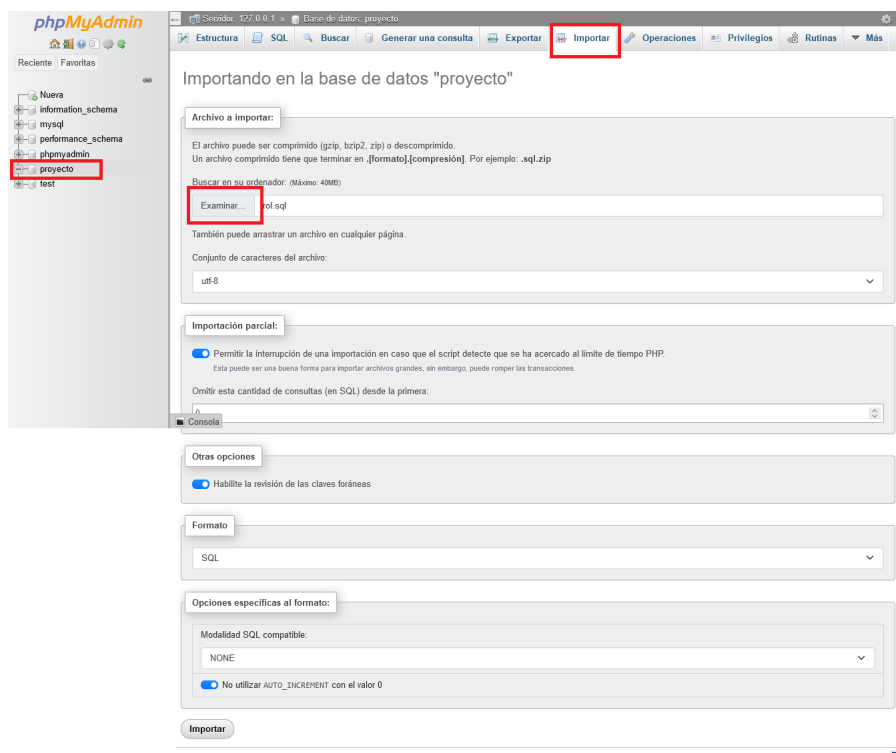 phpMyAdmin
Reciente Favoritas
Nueva
information_schema
mysql
performance_schema
phpmyadmin
proyecto
test
Servidor: 127.0.0.1 » Base de datos: proyecto
Estructura SQL Buscar Generar una consulta Exportar Importar Operaciones Privilegios Rutinas Más
Importando en la base de datos "proyecto"
Archivo a importar:
El archivo puede ser comprimido (gzip, bzip2, zip) o descomprimido.
Un archivo comprimido tiene que terminar en .[formato].[compresión]. Por ejemplo: .sql.zip
Buscar en su ordenador: (Máximo: 40MB)
Examinar... rol.sql
También puede arrastrar un archivo en cualquier página.
Conjunto de caracteres del archivo:
utf-8
Importación parcial:
Permitir la interrupción de una importación en caso que el script detecte que se ha acercado al límite de tiempo PHP.
Esta puede ser una buena forma para importar archivos grandes, sin embargo, puede romper las transacciones.
Omitir esta cantidad de consultas (en SQL) desde la primera:
0
Consola
Otras opciones
Habilite la revisión de las claves foráneas
Formato
SQL
Opciones específicas al formato:
Modalidad SQL compatible:
NONE
No utilizar AUTO_INCREMENT con el valor 0
Importar